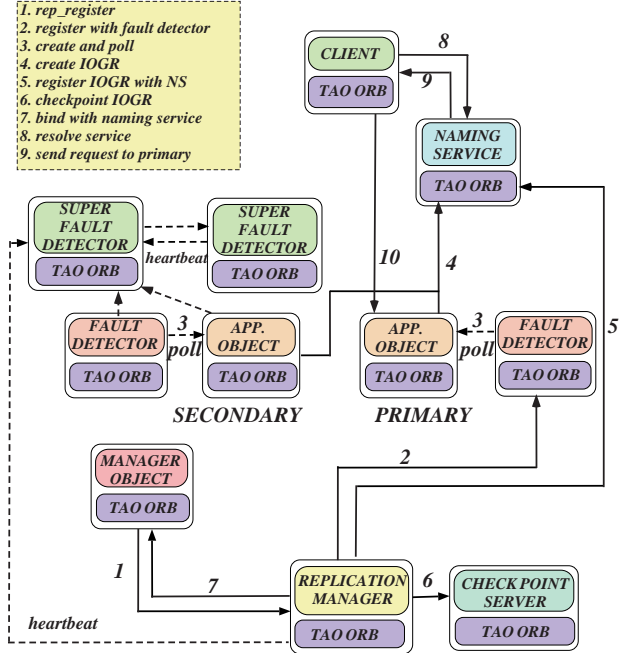 1. rep_register
2. register with fault detector
3. create and poll
4. create IOGR
5. register IOGR with NS
6. checkpoint IOGR
7. bind with naming service
8. resolve service
9. send request to primary
CLIENT
TAO ORB
8
9
NAMING
SERVICE
TAO ORB
SUPER
FAULT
DETECTOR
TAO ORB
heartbeat
SUPER
FAULT
DETECTOR
TAO ORB
10
4
5
FAULT
DETECTOR
TAO ORB
3
poll
APP.
OBJECT
TAO ORB
SECONDARY
APP.
OBJECT
TAO ORB
PRIMARY
3
poll
FAULT
DETECTOR
TAO ORB
2
MANAGER
OBJECT
TAO ORB
1
7
REPLICATION
MANAGER
TAO ORB
6
CHECKPOINT
SERVER
TAO ORB
heartbeat